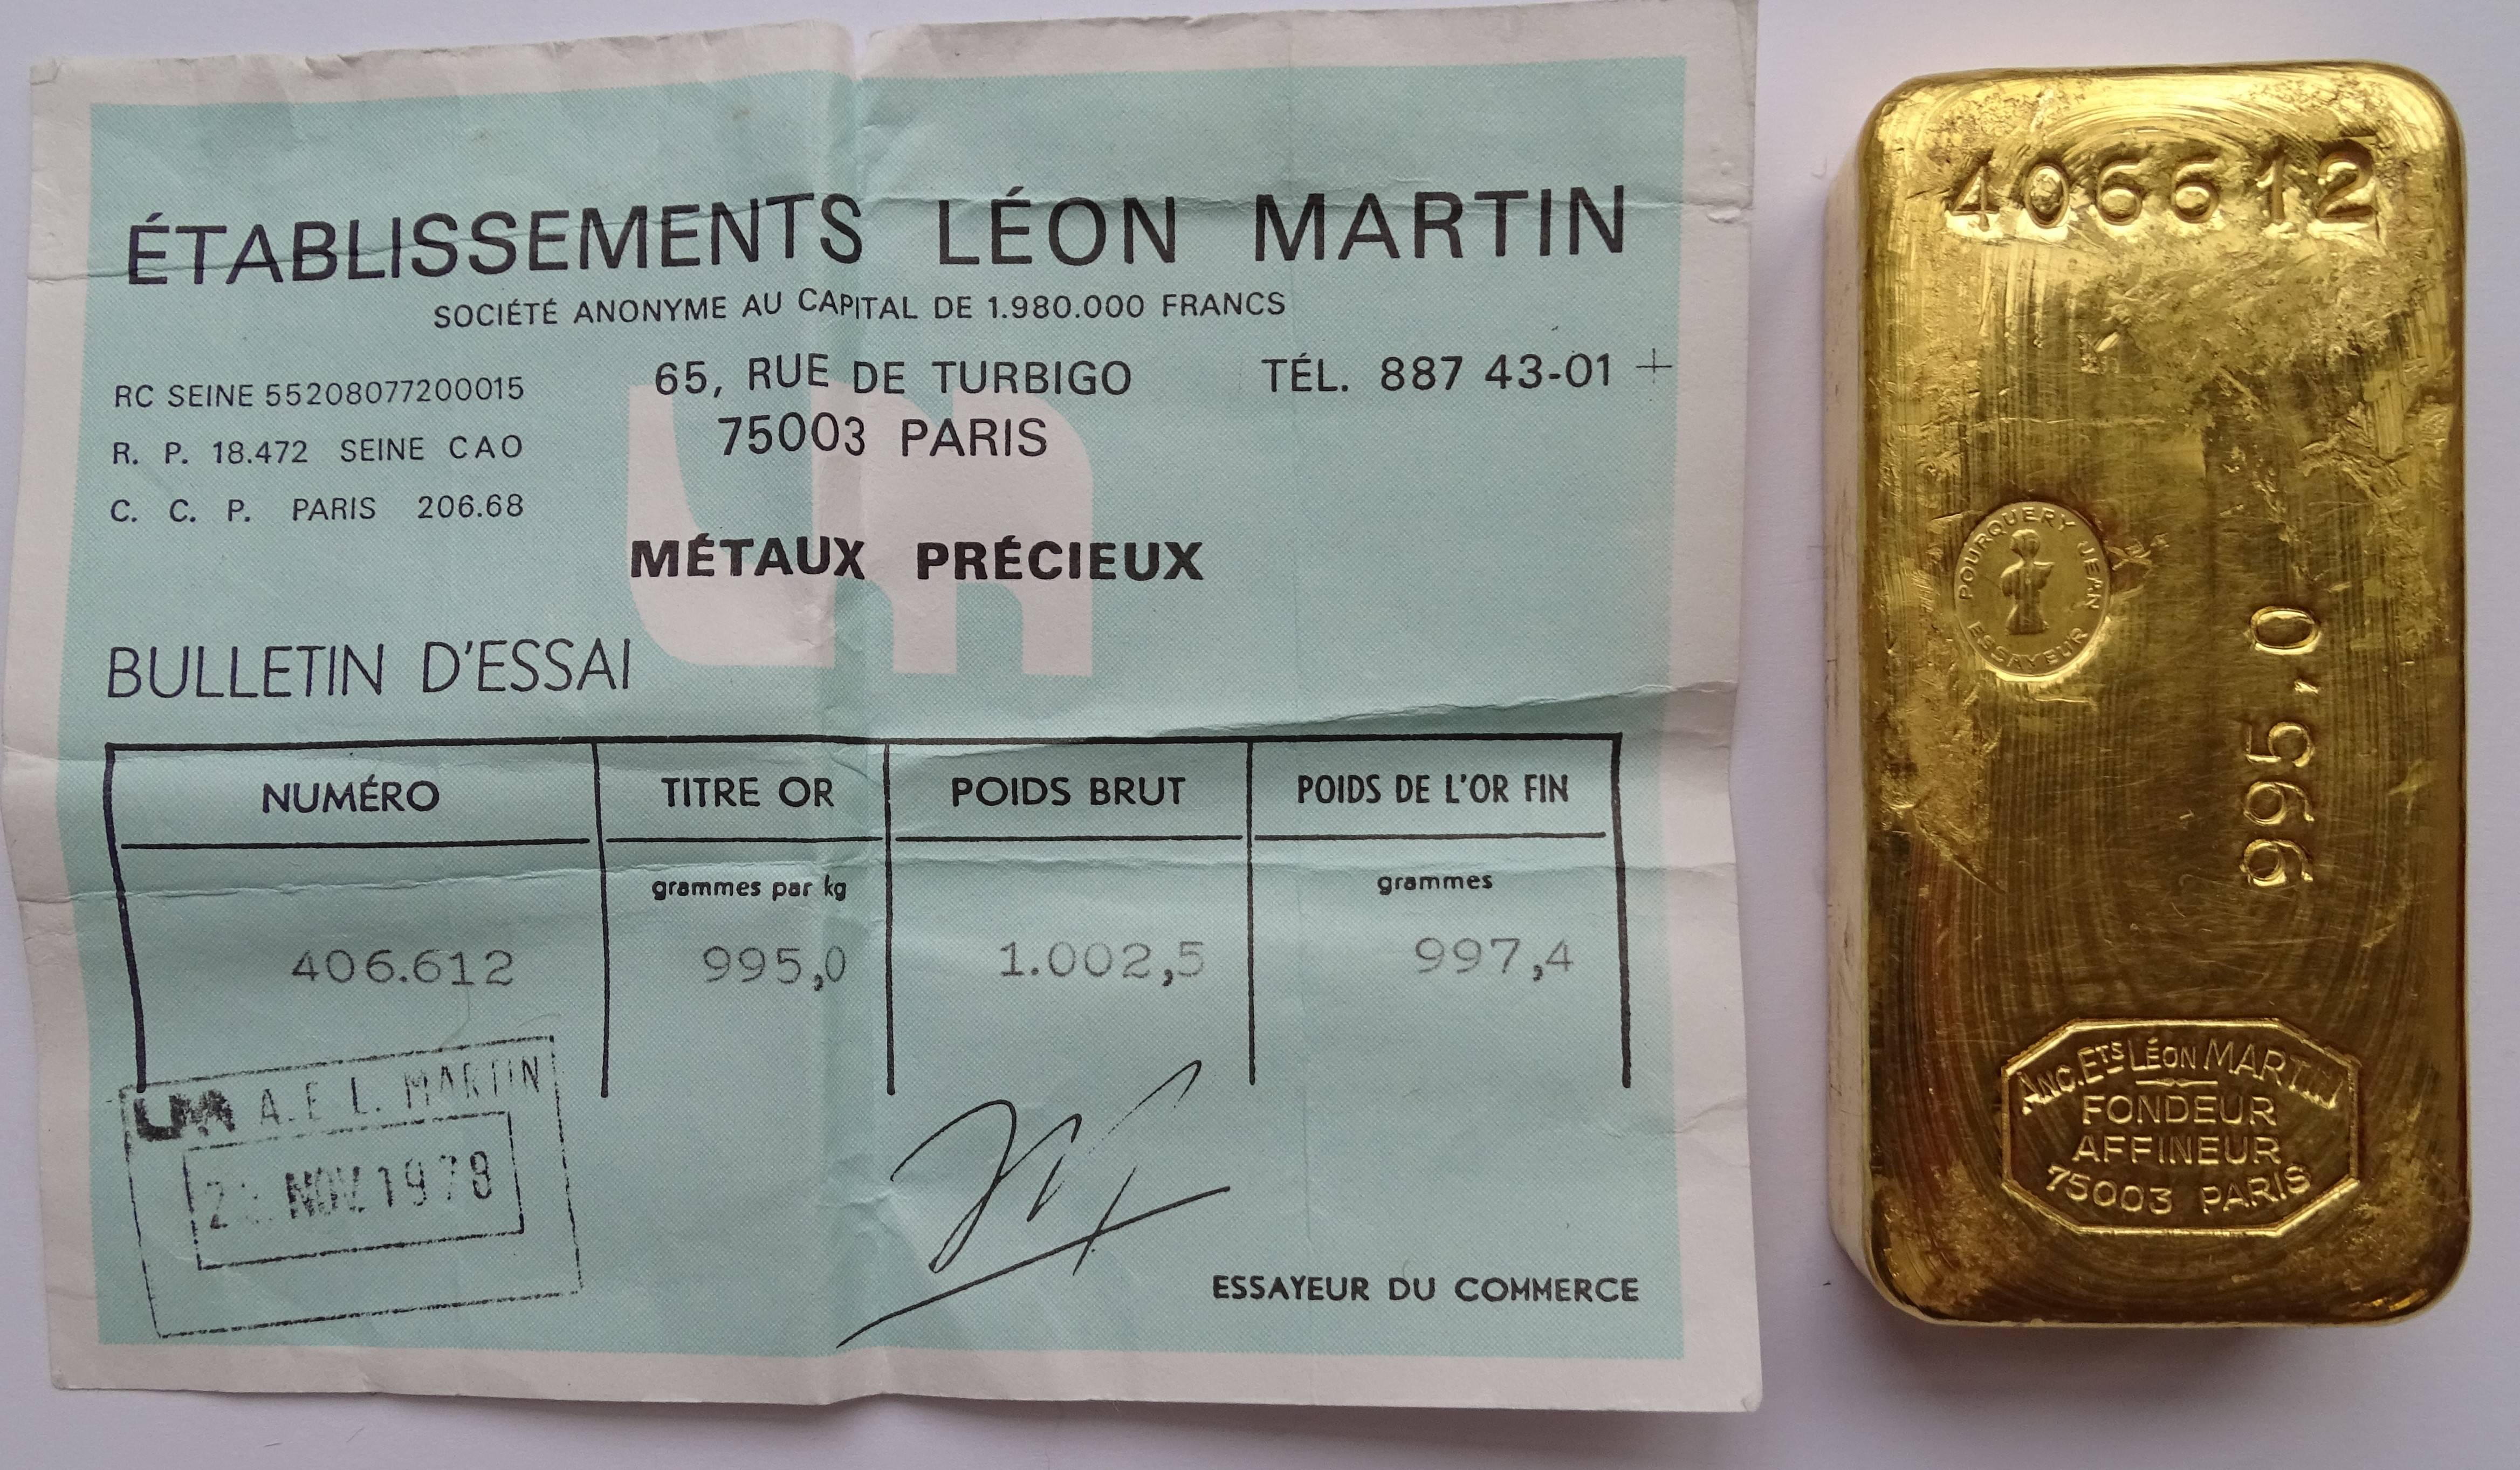 ÉTABLISSEMENTS LÉON MARTIN
SOCIÉTÉ ANONYME AU CAPITAL DE 1.980.000 FRANCS
RC SEINE 55208077200015
R. P. 18.472 SEINE CAO
C. C. P. PARIS 206.68
65, RUE DE TURBIGO
75003 PARIS
TÉL. 887 43-01 +
MÉTAUX PRÉCIEUX
BULLETIN D'ESSAI
NUMÉRO TITRE OR POIDS BRUT POIDS DE L'OR FIN
grammes par kg grammes
406.612 995,0 1.002,5 997,4
LM A. E. L. MARTIN
NOV. 1978
ESSAYEUR DU COMMERCE
406612
POURQUERY JEAN
ESSAYEUR
995,0
ANC. ETS LÉON MARTIN
FONDEUR
AFFINEUR
75003 PARIS